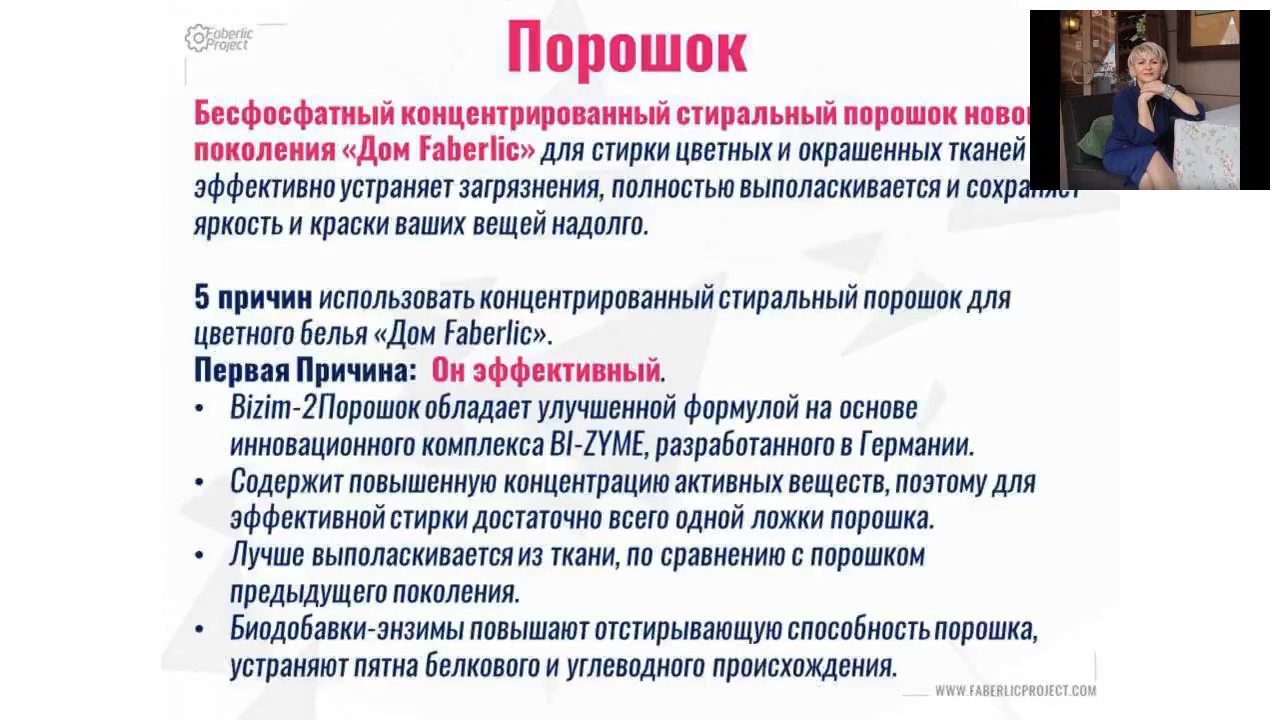 Faberlic
Project
Порошок
Бесфосфатный концентрированный стиральный порошок новог
поколения «Дом Faberlic» для стирки цветных и окрашенных тканей
эффективно устраняет загрязнения, полностью выполаскивается и сохраняет
яркость и краски ваших вещей надолго.
5 причин использовать концентрированный стиральный порошок для
цветного белья «Дом Faberlic».
Первая Причина: Он эффективный.
• Bizim-2Порошок обладает улучшенной формулой на основе
инновационного комплекса BI-ZYME, разработанного в Германии.
• Содержит повышенную концентрацию активных веществ, поэтому для
эффективной стирки достаточно всего одной ложки порошка.
• Лучше выполаскивается из ткани, по сравнению с порошком
предыдущего поколения.
• Биодобавки-энзимы повышают отстирывающую способность порошка,
устраняют пятна белкового и углеводного происхождения.
WWW.FABERLICPROJECT.COM